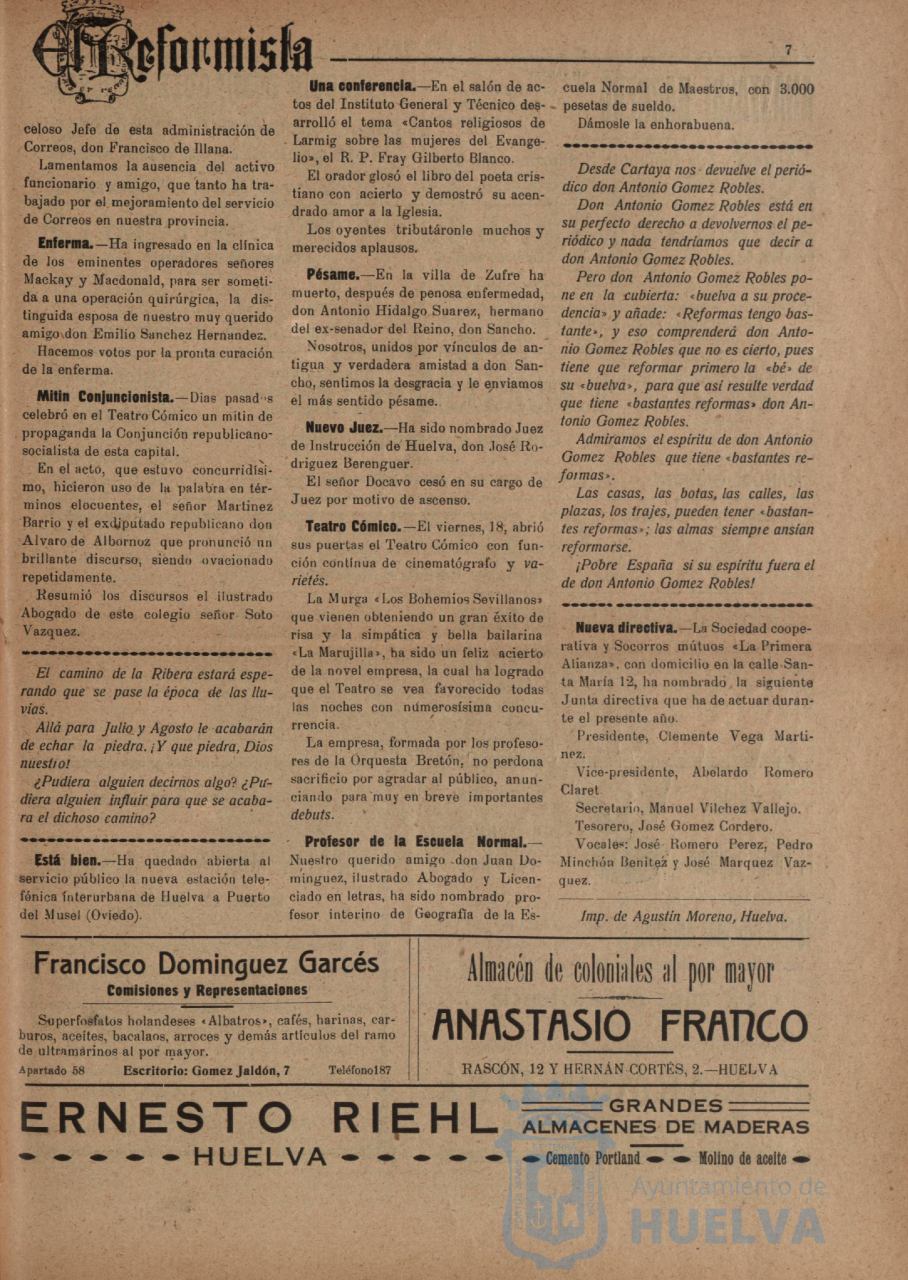 El Reformista
7
celoso Jefe de esta administración de
Correos, don Francisco de Illana.
Lamentamos la ausencia del activo
funcionario y amigo, que tanto ha tra-
bajado por el mejoramiento del servicio
de Correos en nuestra provincia.
Enferma.—Ha ingresado en la clínica
de los eminentes operadores señores
Mackay y Macdonald, para ser someti-
da a una operación quirúrgica, la dis-
tinguida esposa de nuestro muy querido
amigo don Emilio Sanchez Hernandez.
Hacemos votos por la pronta curación
de la enferma.
Mitin Conjuncionista.—Dias pasados
celebró en el Teatro Cómico un mitin de
propaganda la Conjunción republicano-
socialista de esta capital.
En el acto, que estuvo concurridísi-
mo, hicieron uso de la palabra en tér-
minos elocuentes, el señor Martinez
Barrio y el exdiputado republicano don
Alvaro de Albornoz que pronunció un
brillante discurso, siendo ovacionado
repetidamente.
Resumió los discursos el ilustrado
Abogado de este colegio señor Soto
Vazquez.
El camino de la Ribera estará espe-
rando que se pase la época de las llu-
vias.
Allá para Julio y Agosto le acabarán
de echar la piedra. ¡Y que piedra, Dios
nuestro!
¿Pudiera alguien decirnos algo? ¿Pu-
diera alguien influir para que se acaba-
ra el dichoso camino?
Está bien.—Ha quedado abierta al
servicio público la nueva estación tele-
fónica interurbana de Huelva a Puerto
del Musel (Oviedo).
Una conferencia.—En el salón de ac-
tos del Instituto General y Técnico des-
arrolló el tema «Cantos religiosos de
Larmig sobre las mujeres del Evange-
lio», el R. P. Fray Gilberto Blanco.
El orador glosó el libro del poeta cris-
tiano con acierto y demostró su acen-
drado amor a la Iglesia.
Los oyentes tributáronle muchos y
merecidos aplausos.
Pésame.—En la villa de Zufre ha
muerto, después de penosa enfermedad,
don Antonio Hidalgo Suarez, hermano
del ex-senador del Reino, don Sancho.
Nosotros, unidos por vínculos de an-
tigua y verdadera amistad a don San-
cho, sentimos la desgracia y le enviamos
el más sentido pésame.
Nuevo Juez.—Ha sido nombrado Juez
de Instrucción de Huelva, don José Ro-
driguez Berenguer.
El señor Docavo cesó en su cargo de
Juez por motivo de ascenso.
Teatro Cómico.—El viernes, 18, abrió
sus puertas el Teatro Cómico con fun-
ción contínua de cinematógrafo y va-
rietés.
La Murga «Los Bohemios Sevillanos»
que vienen obteniendo un gran éxito de
risa y la simpática y bella bailarina
«La Marujilla», ha sido un feliz acierto
de la novel empresa, la cual ha logrado
que el Teatro se vea favorecido todas
las noches con númerosísima concu-
rrencia.
La empresa, formada por los profeso-
res de la Orquesta Bretón, no perdona
sacrificio por agradar al público, anun-
ciando para muy en breve importantes
debuts.
Profesor de la Escuela Normal.—
Nuestro querido amigo don Juan Do-
minguez, ilustrado Abogado y Licen-
ciado en letras, ha sido nombrado pro-
fesor interino de Geografía de la Es-
cuela Normal de Maestros, con 3.000
pesetas de sueldo.
Dámosle la enhorabuena.
Desde Cartaya nos devuelve el perió-
dico don Antonio Gomez Robles.
Don Antonio Gomez Robles está en
su perfecto derecho a devolvernos el pe-
riódico y nada tendríamos que decir a
don Antonio Gomez Robles.
Pero don Antonio Gomez Robles po-
ne en la cubierta: «buelva a su proce-
dencia» y añade: «Reformas tengo bas-
tante», y eso comprenderá don Anto-
nio Gomez Robles que no es cierto, pues
tiene que reformar primero la «bé» de
su «buelva», para que así resulte verdad
que tiene «bastantes reformas» don An-
tonio Gomez Robles.
Admiramos el espíritu de don Antonio
Gomez Robles que tiene «bastantes re-
formas».
Las casas, las botas, las calles, las
plazas, los trajes, pueden tener «bastan-
tes reformas»; las almas siempre ansían
reformarse.
¡Pobre España si su espíritu fuera el
de don Antonio Gomez Robles!
Nueva directiva.—La Sociedad coope-
rativa y Socorros mútuos «La Primera
Alianza», con domicilio en la calle San-
ta María 12, ha nombrado la siguiente
Junta directiva que ha de actuar duran-
te el presente año.
Presidente, Clemente Vega Marti-
nez.
Vice-presidente, Abelardo Romero
Claret
Secretario, Manuel Vilchez Vallejo.
Tesorero, José Gomez Cordero.
Vocales: José Romero Perez, Pedro
Minchón Benitez y José Marquez Vaz-
quez.
Imp. de Agustín Moreno, Huelva.
Francisco Dominguez Garcés
Comisiones y Representaciones
Superfosfatos holandeses «Albatros», cafés, harinas, car-
buros, aceites, bacalaos, arroces y demás artículos del ramo
de ultramarinos al por mayor.
Apartado 58 Escritorio: Gomez Jaldón, 7 Teléfono 187
Almacén de coloniales al por mayor
ANASTASIO FRANCO
RASCÓN, 12 Y HERNÁN CORTÉS, 2.—HUELVA
ERNESTO RIEHL
HUELVA
GRANDES
ALMACENES DE MADERAS
Cemento Portland Molino de aceite
Ayuntamiento de
HUELVA